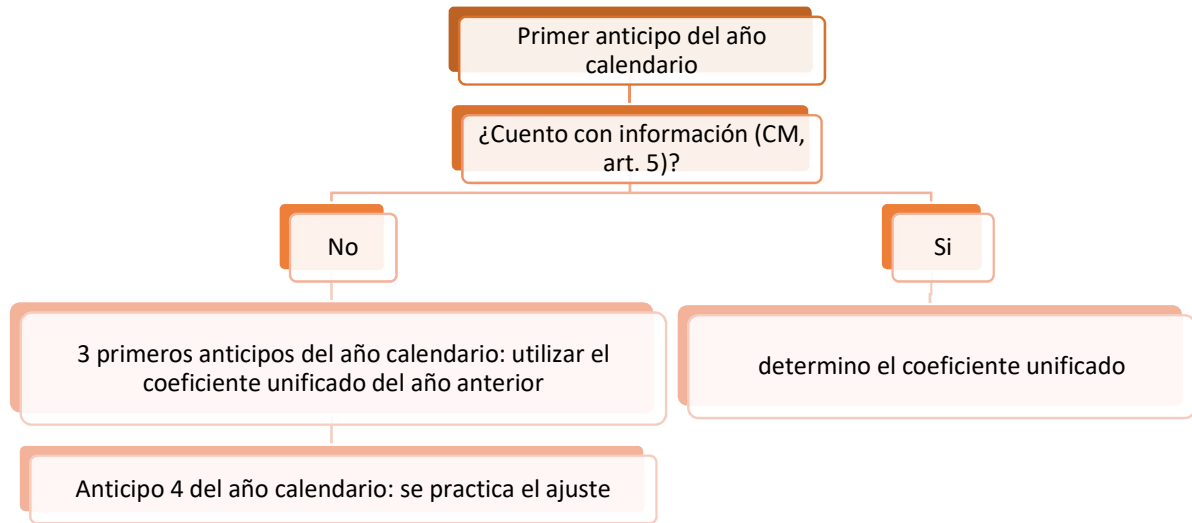 Primer anticipo del año
calendario
¿Cuento con información (CM,
art. 5)?
No
Si
3 primeros anticipos del año calendario: utilizar el
coeficiente unificado del año anterior
determino el coeficiente unificado
Anticipo 4 del año calendario: se practica el ajuste